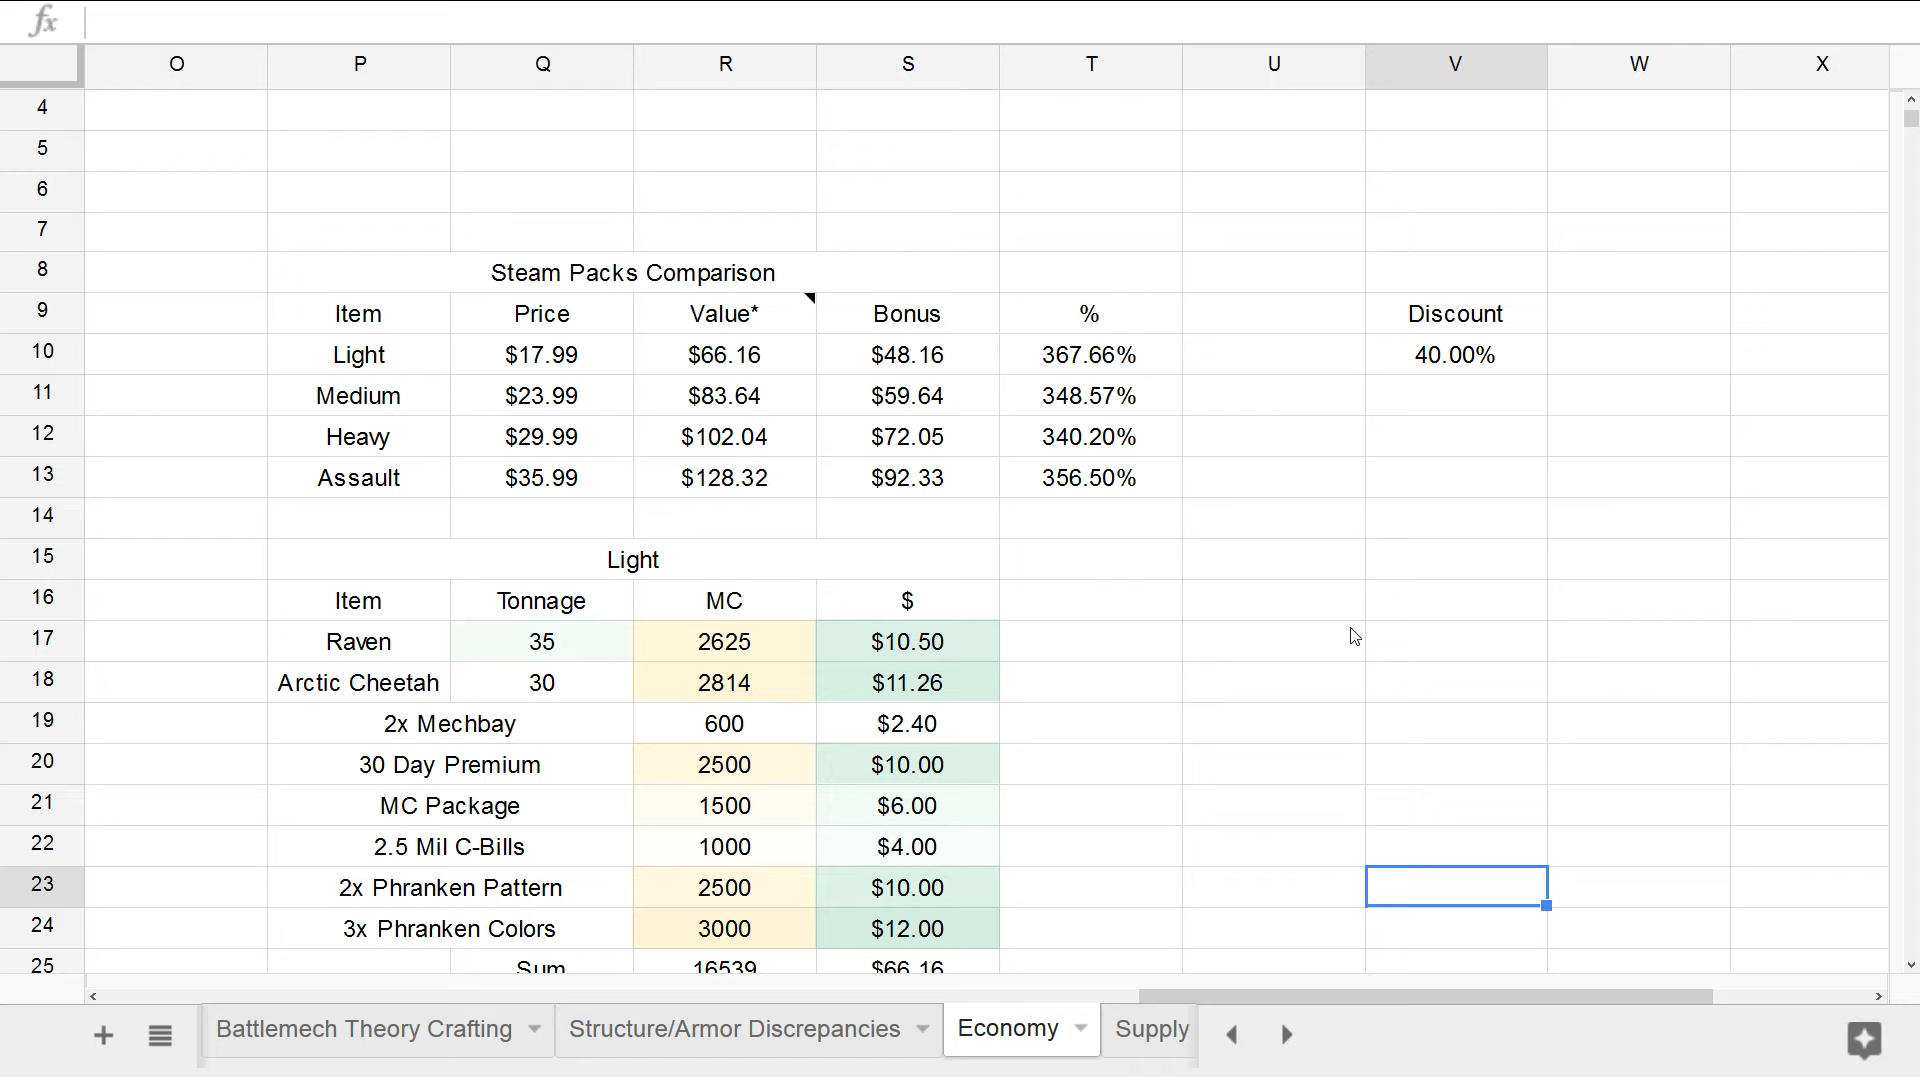 fx
O P Q R S T U V W X
4
5
6
7
8 Steam Packs Comparison
9 Item Price Value* Bonus % Discount
10 Light $17.99 $66.16 $48.16 367.66% 40.00%
11 Medium $23.99 $83.64 $59.64 348.57%
12 Heavy $29.99 $102.04 $72.05 340.20%
13 Assault $35.99 $128.32 $92.33 356.50%
14
15 Light
16 Item Tonnage MC $
17 Raven 35 2625 $10.50
18 Arctic Cheetah 30 2814 $11.26
19 2x Mechbay 600 $2.40
20 30 Day Premium 2500 $10.00
21 MC Package 1500 $6.00
22 2.5 Mil C-Bills 1000 $4.00
23 2x Phranken Pattern 2500 $10.00
24 3x Phranken Colors 3000 $12.00
25 Sum 16539 $66.16
Battlemech Theory Crafting Structure/Armor Discrepancies Economy Supply